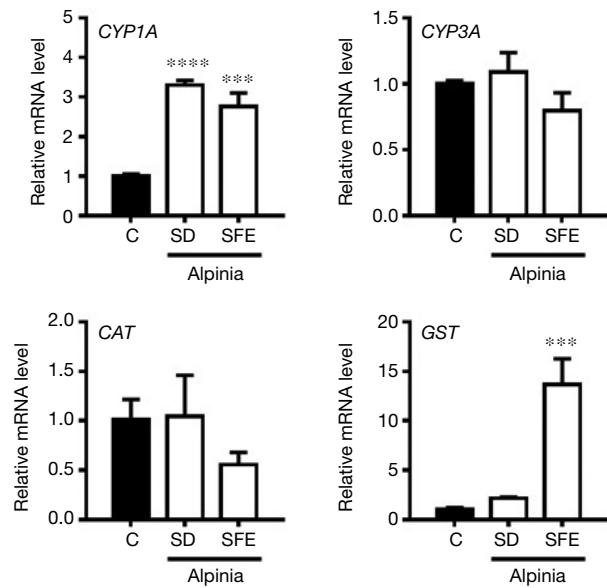 CYP1A
Relative mRNA level
5
4
3
2
1
0
****
***
C
SD
SFE
Alpinia
CYP3A
Relative mRNA level
1.5
1.0
0.5
0.0
C
SD
SFE
Alpinia
CAT
Relative mRNA level
2.0
1.5
1.0
0.5
0.0
C
SD
SFE
Alpinia
GST
Relative mRNA level
20
15
10
5
0
***
C
SD
SFE
Alpinia